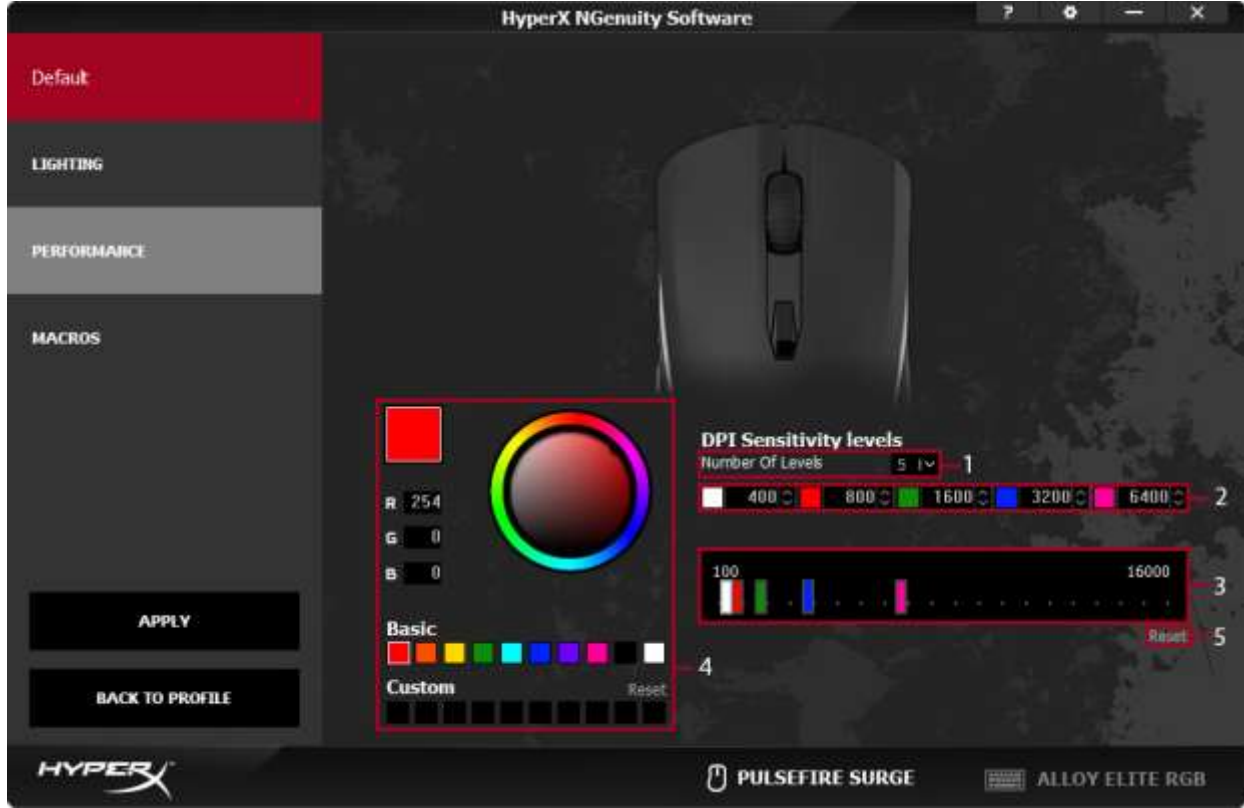 HyperX NGenuity Software
?
Default
LIGHTING
PERFORMANCE
MACROS
APPLY
BACK TO PROFILE
R 254
G 0
B 0
Basic
Custom Reset
4
DPI Sensitivity levels
Number Of Levels 5 1
400 800 1600 3200 6400 2
100 16000
3
Reset 5
HYPERX
PULSEFIRE SURGE
ALLOY ELITE RGB